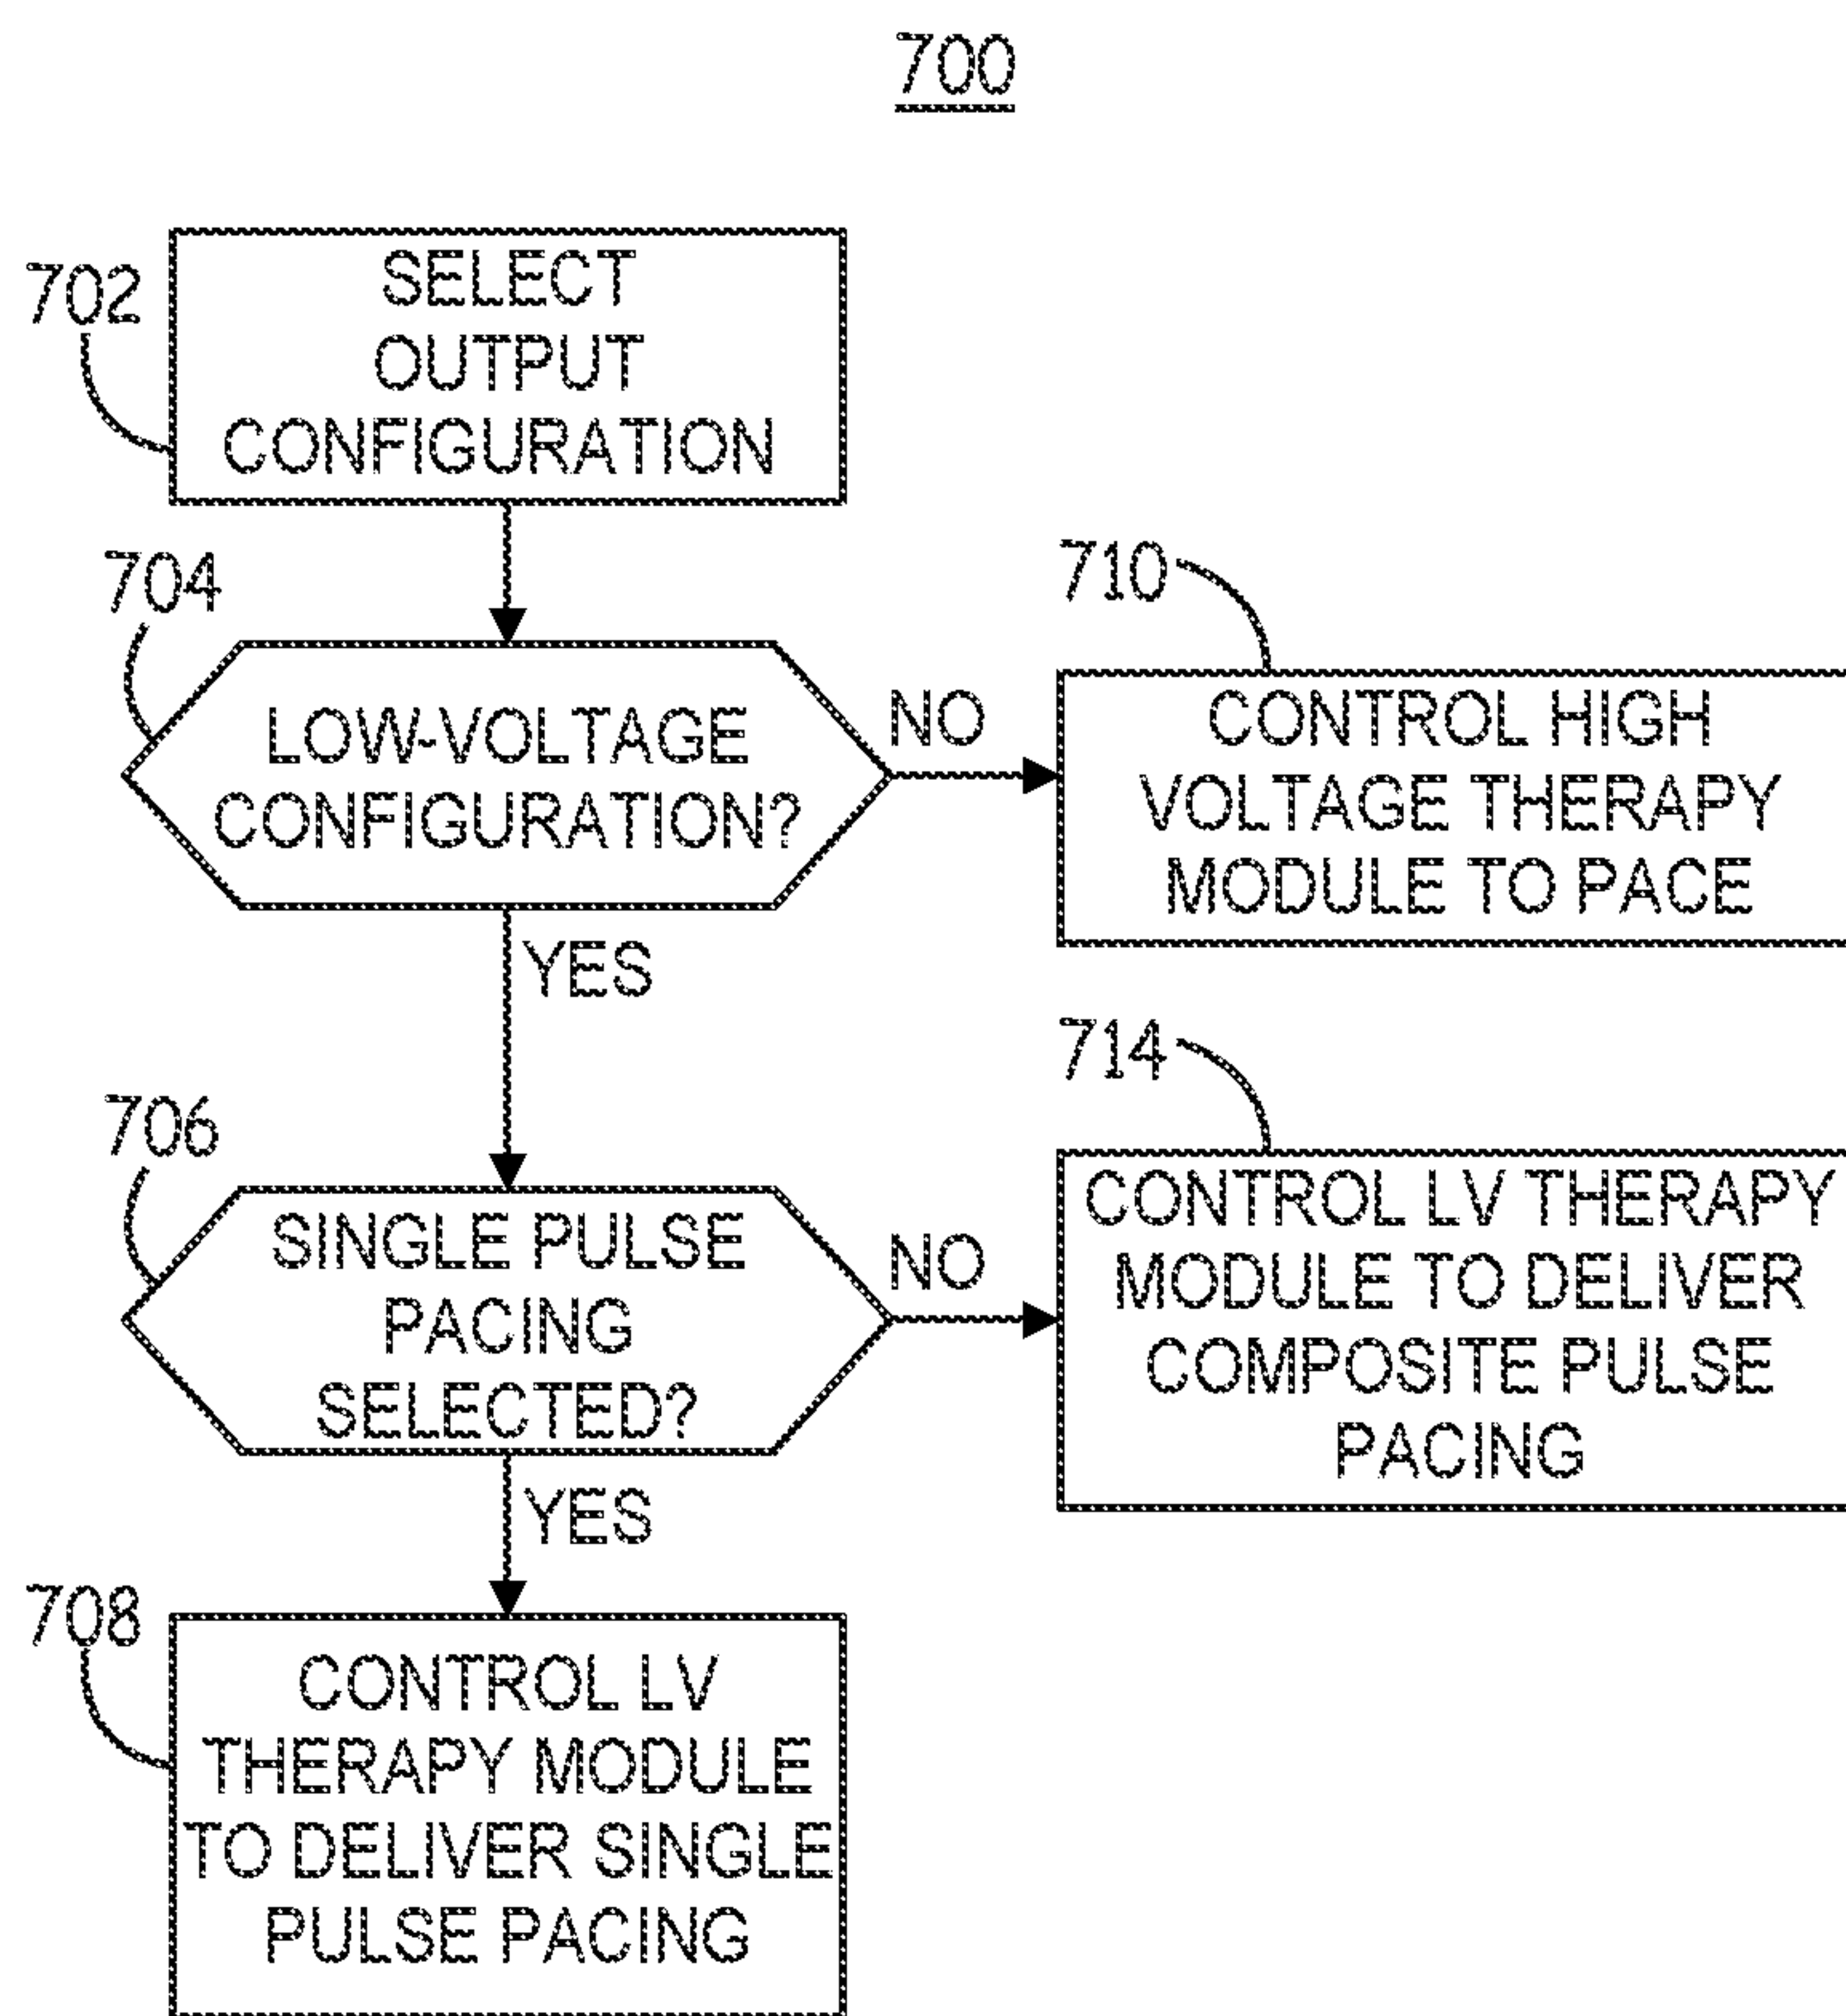 700
702
SELECT
OUTPUT
CONFIGURATION
704
LOW-VOLTAGE
CONFIGURATION?
NO
710
CONTROL HIGH
VOLTAGE THERAPY
MODULE TO PACE
YES
706
SINGLE PULSE
PACING
SELECTED?
NO
714
CONTROL LV THERAPY
MODULE TO DELIVER
COMPOSITE PULSE
PACING
YES
708
CONTROL LV
THERAPY MODULE
TO DELIVER SINGLE
PULSE PACING